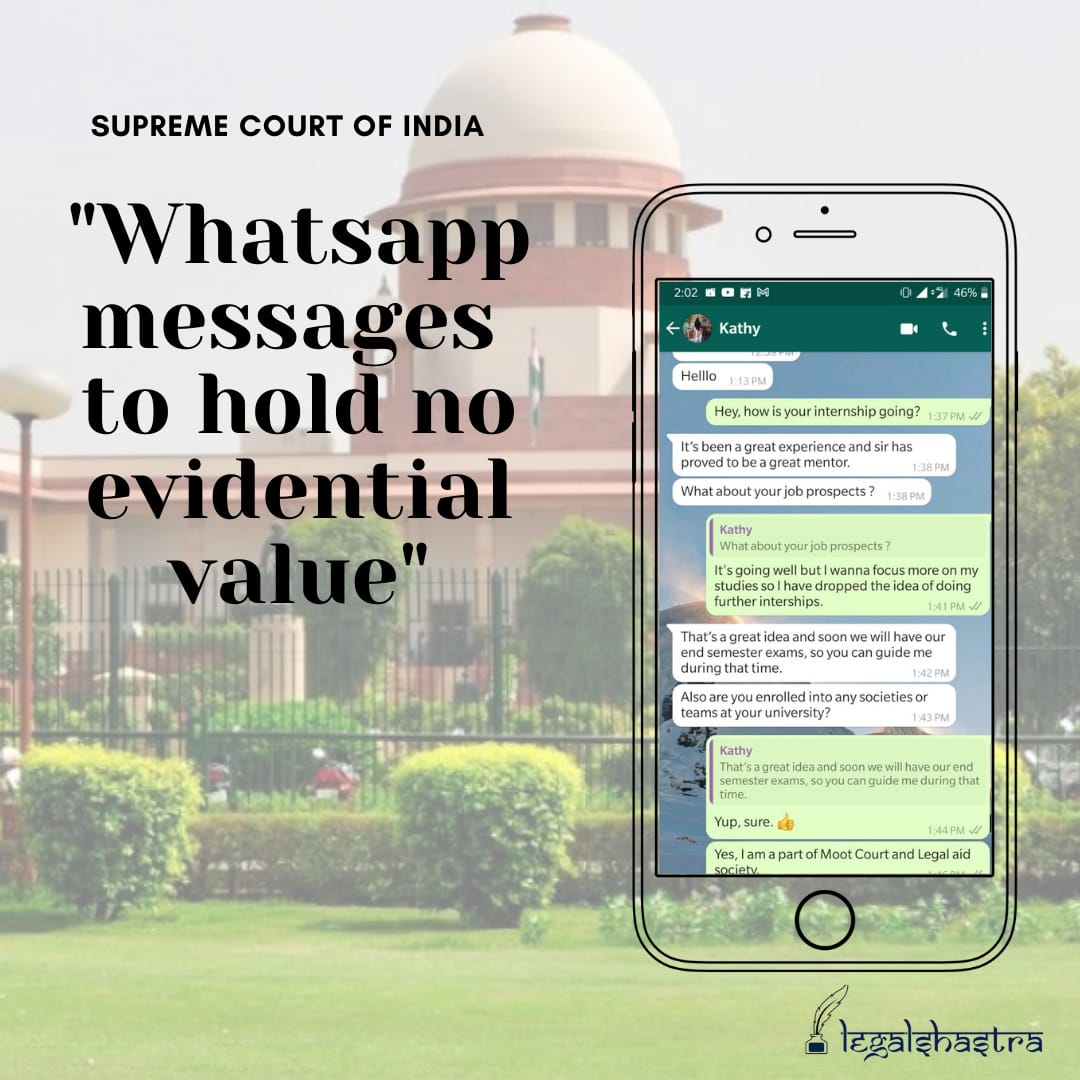 SUPREME COURT OF INDIA
"Whatsapp
messages
to hold no
evidential
value"
2:02
46%
Kathy
12:59 PM
Helllo 1:13 PM
Hey, how is your internship going? 1:37 PM
It's been a great experience and sir has
proved to be a great mentor. 1:38 PM
What about your job prospects ? 1:38 PM
Kathy
What about your job prospects ?
It's going well but I wanna focus more on my
studies so I have dropped the idea of doing
further interships. 1:41 PM
That's a great idea and soon we will have our
end semester exams, so you can guide me
during that time. 1:42 PM
Also are you enrolled into any societies or
teams at your university? 1:43 PM
Kathy
That's a great idea and soon we will have our end
semester exams, so you can guide me during that
time.
Yup, sure. 👍 1:44 PM
Yes, I am a part of Moot Court and Legal aid
society.
legalshastra